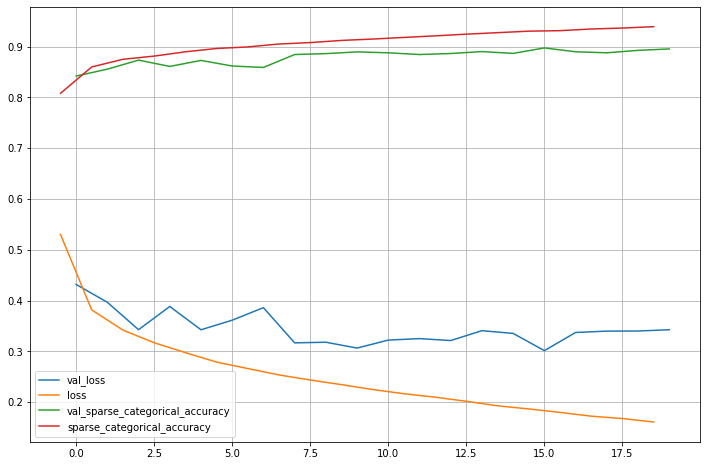 0.9
0.8
0.7
0.6
0.5
0.4
0.3
0.2
val_loss
loss
val_sparse_categorical_accuracy
sparse_categorical_accuracy
0.0 2.5 5.0 7.5 10.0 12.5 15.0 17.5